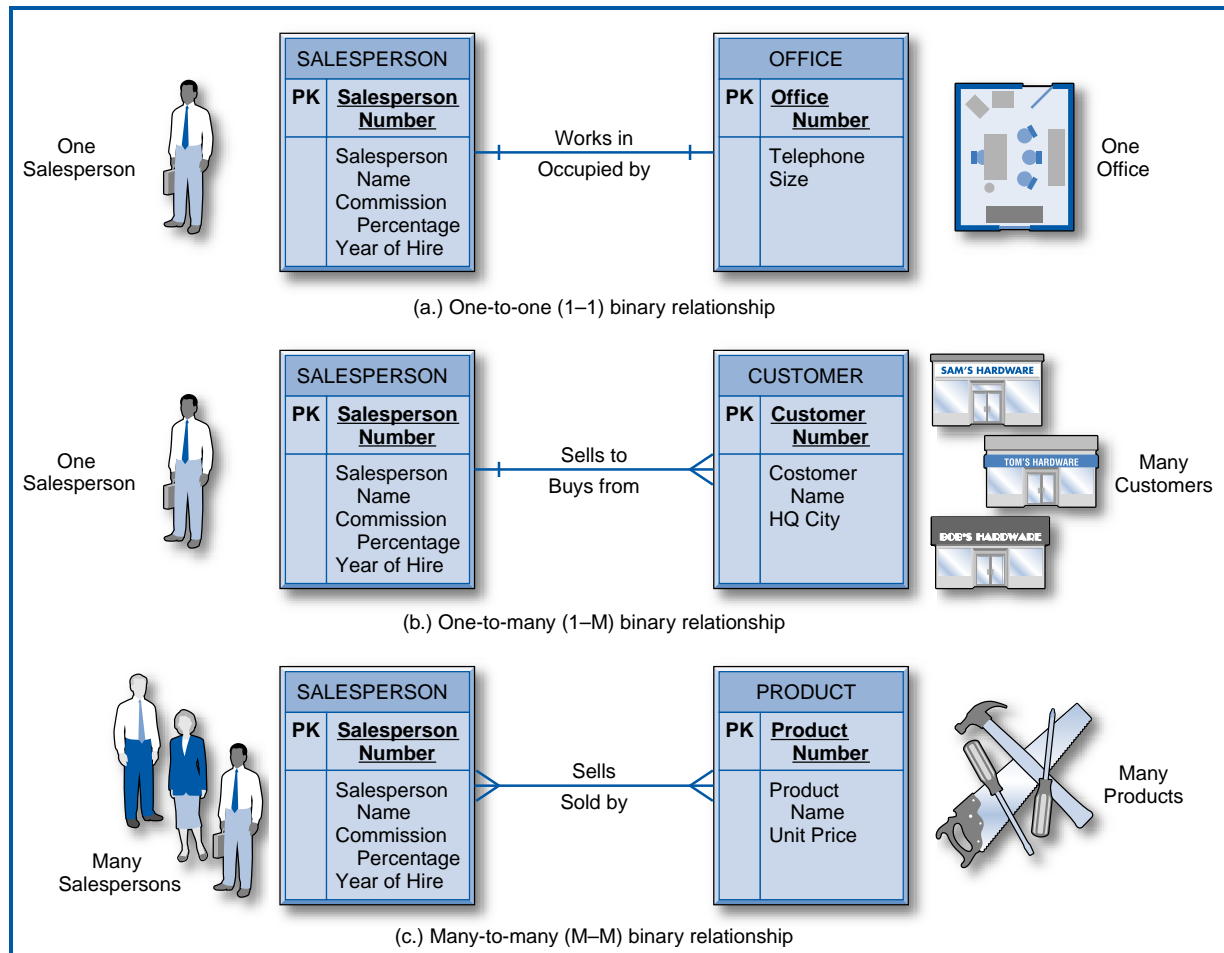 SALESPERSON
OFFICE
PK Salesperson
Number
PK Office
Number
One
Salesperson
Salesperson
Name
Commission
Percentage
Year of Hire
Works in
Occupied by
Telephone
Size
One
Office
(a.) One-to-one (1–1) binary relationship
SALESPERSON
CUSTOMER
SAM'S HARDWARE
PK Salesperson
Number
PK Customer
Number
One
Salesperson
Salesperson
Name
Commission
Percentage
Year of Hire
Sells to
Buys from
Costomer
Name
HQ City
TOM'S HARDWARE
Many
Customers
BOB'S HARDWARE
(b.) One-to-many (1–M) binary relationship
SALESPERSON
PRODUCT
PK Salesperson
Number
PK Product
Number
Many
Salespersons
Salesperson
Name
Commission
Percentage
Year of Hire
Sells
Sold by
Product
Name
Unit Price
Many
Products
(c.) Many-to-many (M–M) binary relationship